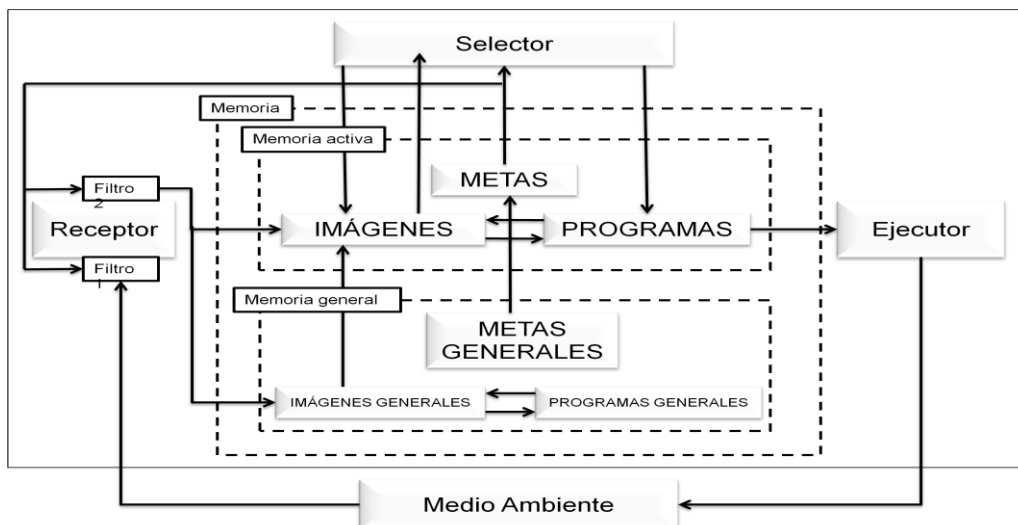 Selector
Memoria
Memoria activa
METAS
Filtro
2
Receptor
IMÁGENES
PROGRAMAS
Ejecutor
Filtro
1
Memoria general
METAS
GENERALES
IMÁGENES GENERALES
PROGRAMAS GENERALES
Medio Ambiente